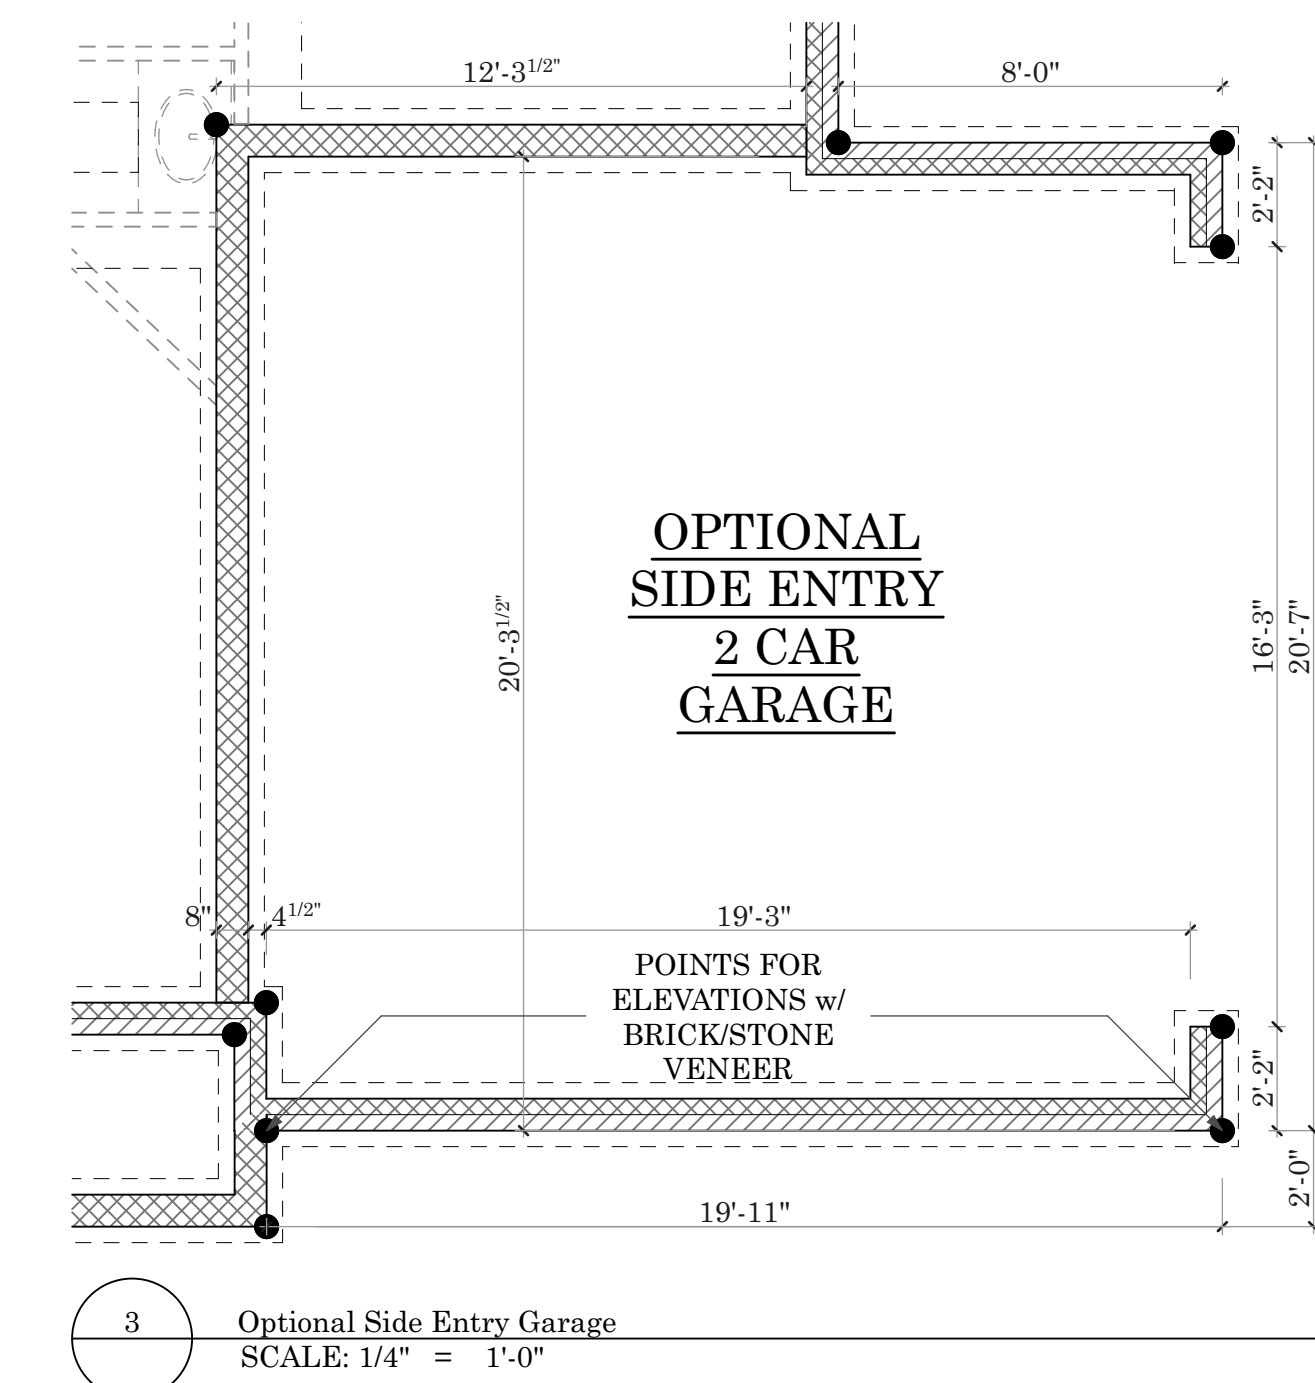 12'-3 1/2"
8'-0"
2'-2"
OPTIONAL
SIDE ENTRY
2 CAR
GARAGE
20'-3 1/2"
16'-3"
20'-7"
8"
4 1/2"
19'-3"
POINTS FOR
ELEVATIONS w/
BRICK/STONE
VENEER
2'-2"
2'-0"
19'-11"
3
Optional Side Entry Garage
SCALE: 1/4" = 1'-0"